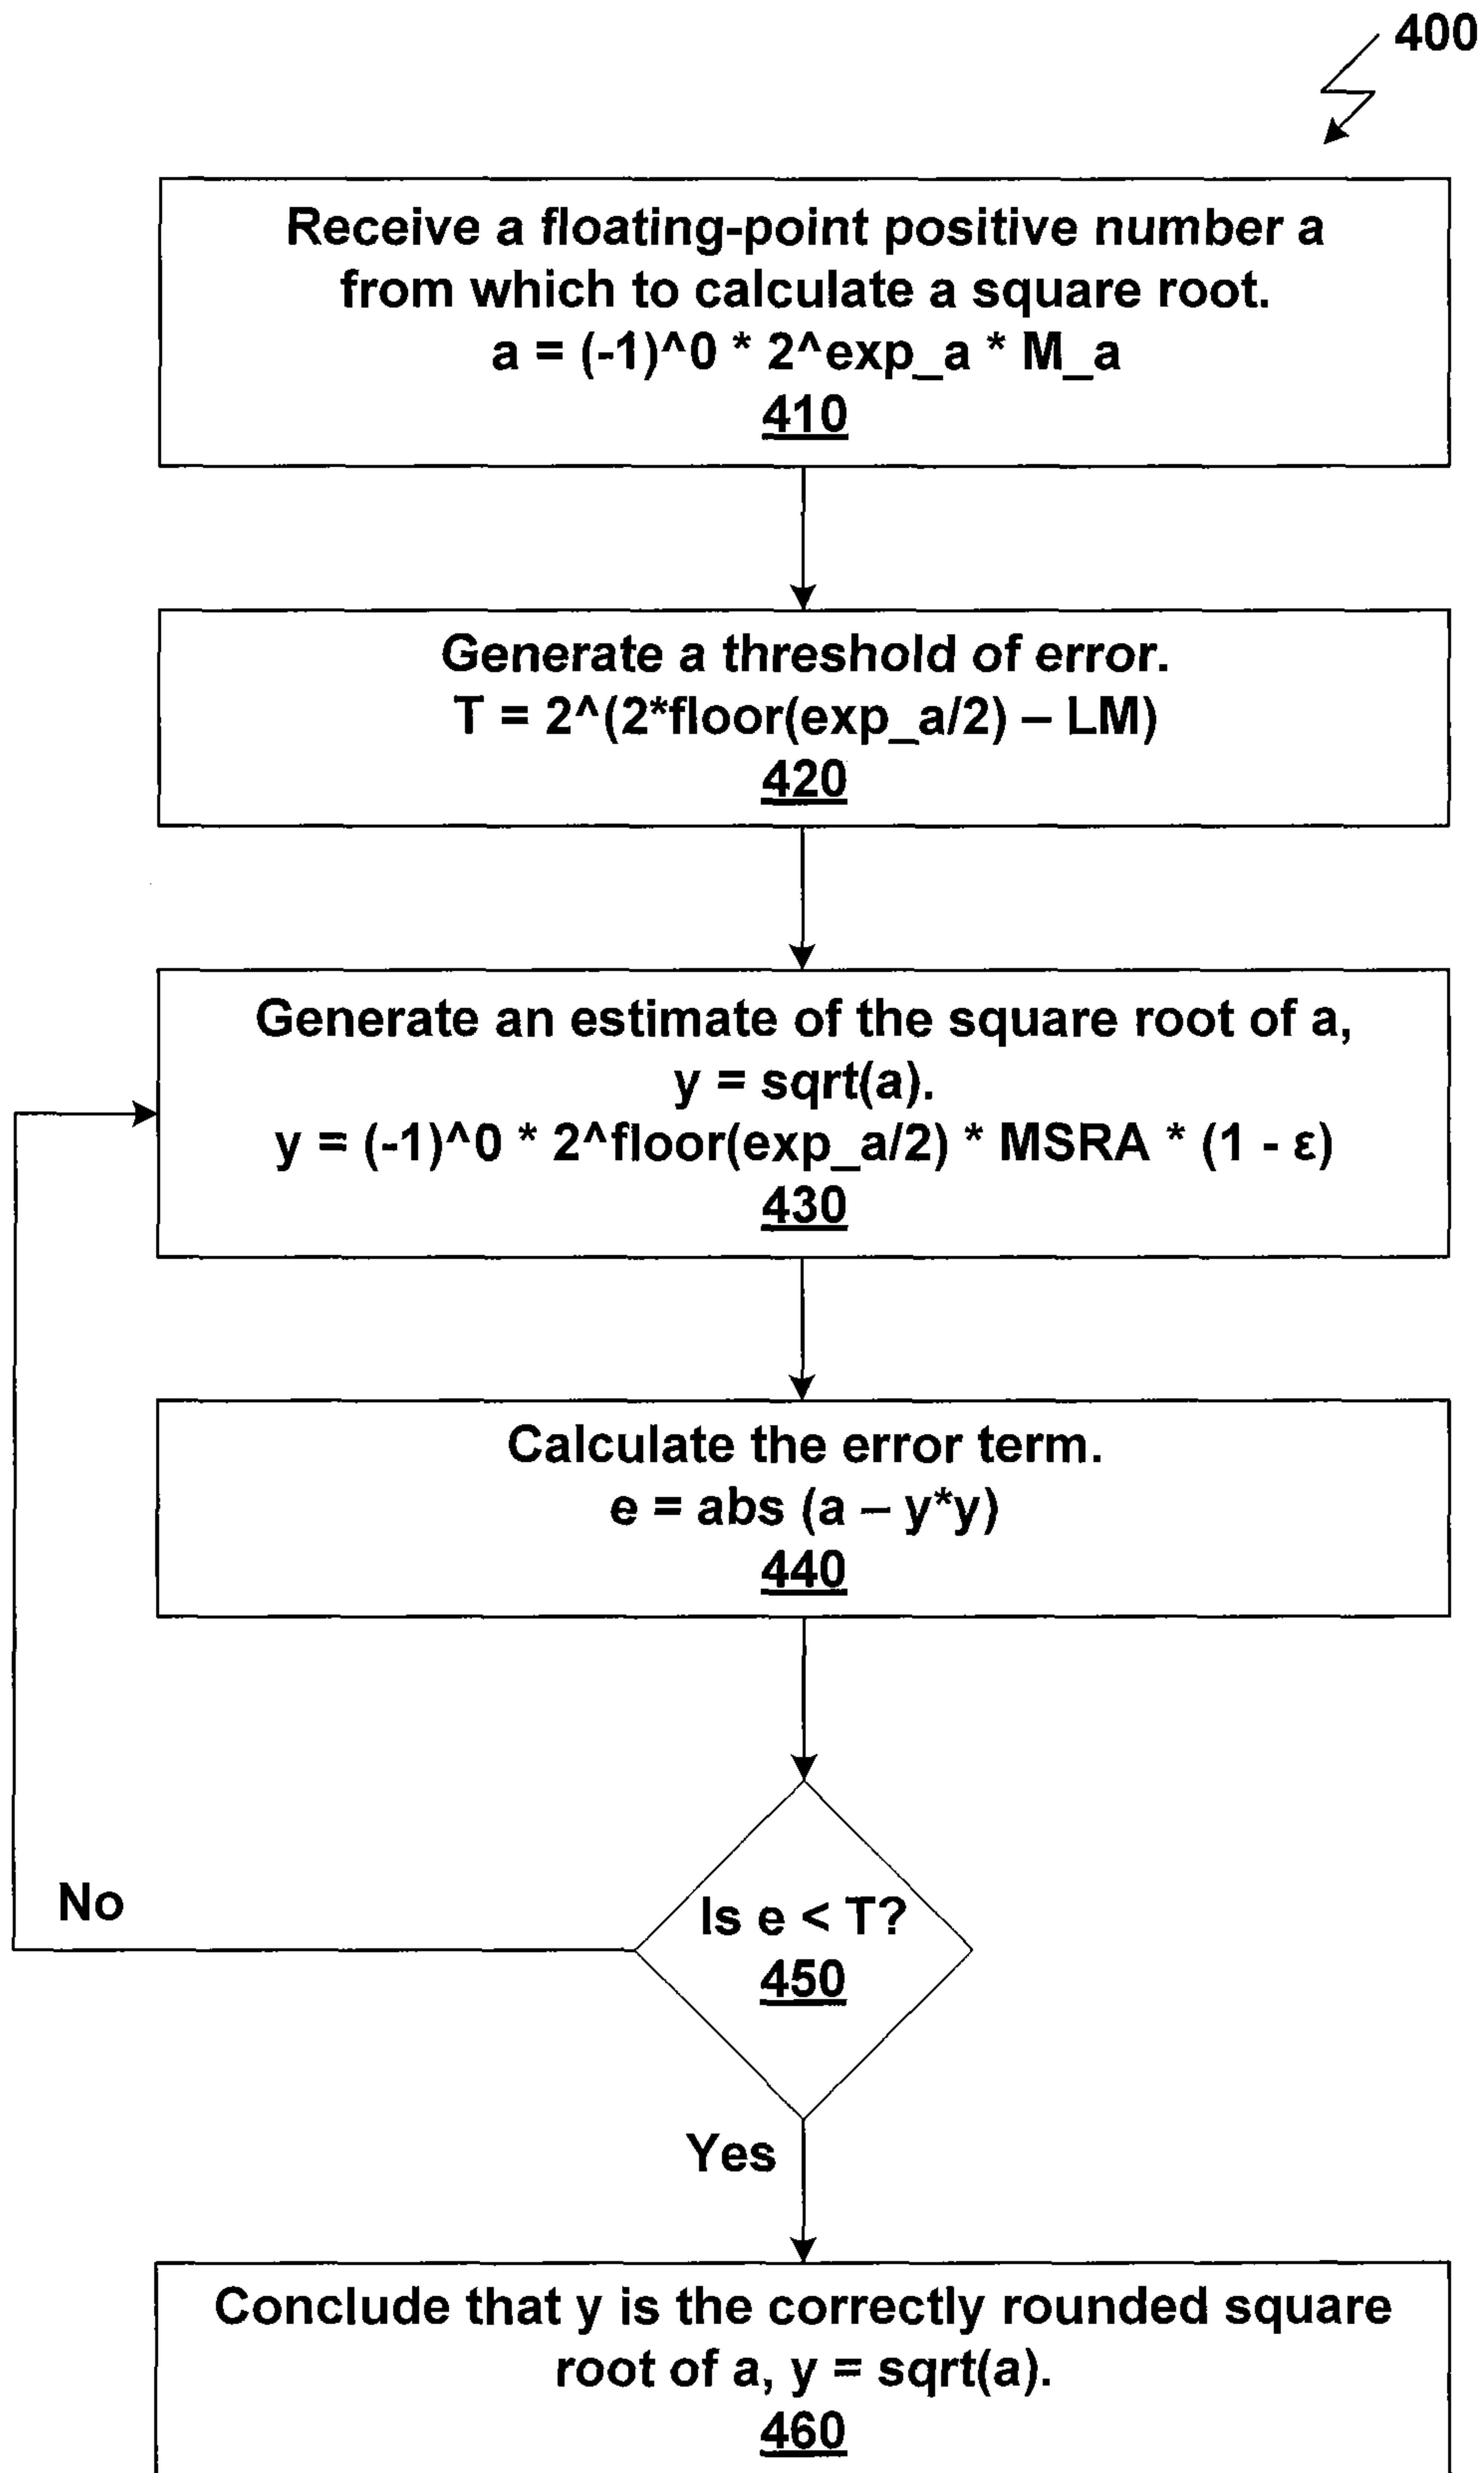 400
Receive a floating-point positive number a
from which to calculate a square root.
a = (-1)^0 * 2^exp_a * M_a
410
Generate a threshold of error.
T = 2^(2*floor(exp_a/2) – LM)
420
Generate an estimate of the square root of a,
y = sqrt(a).
y = (-1)^0 * 2^floor(exp_a/2) * MSRA * (1 - ε)
430
Calculate the error term.
e = abs (a – y*y)
440
Is e < T?
450
No
Yes
Conclude that y is the correctly rounded square
root of a, y = sqrt(a).
460